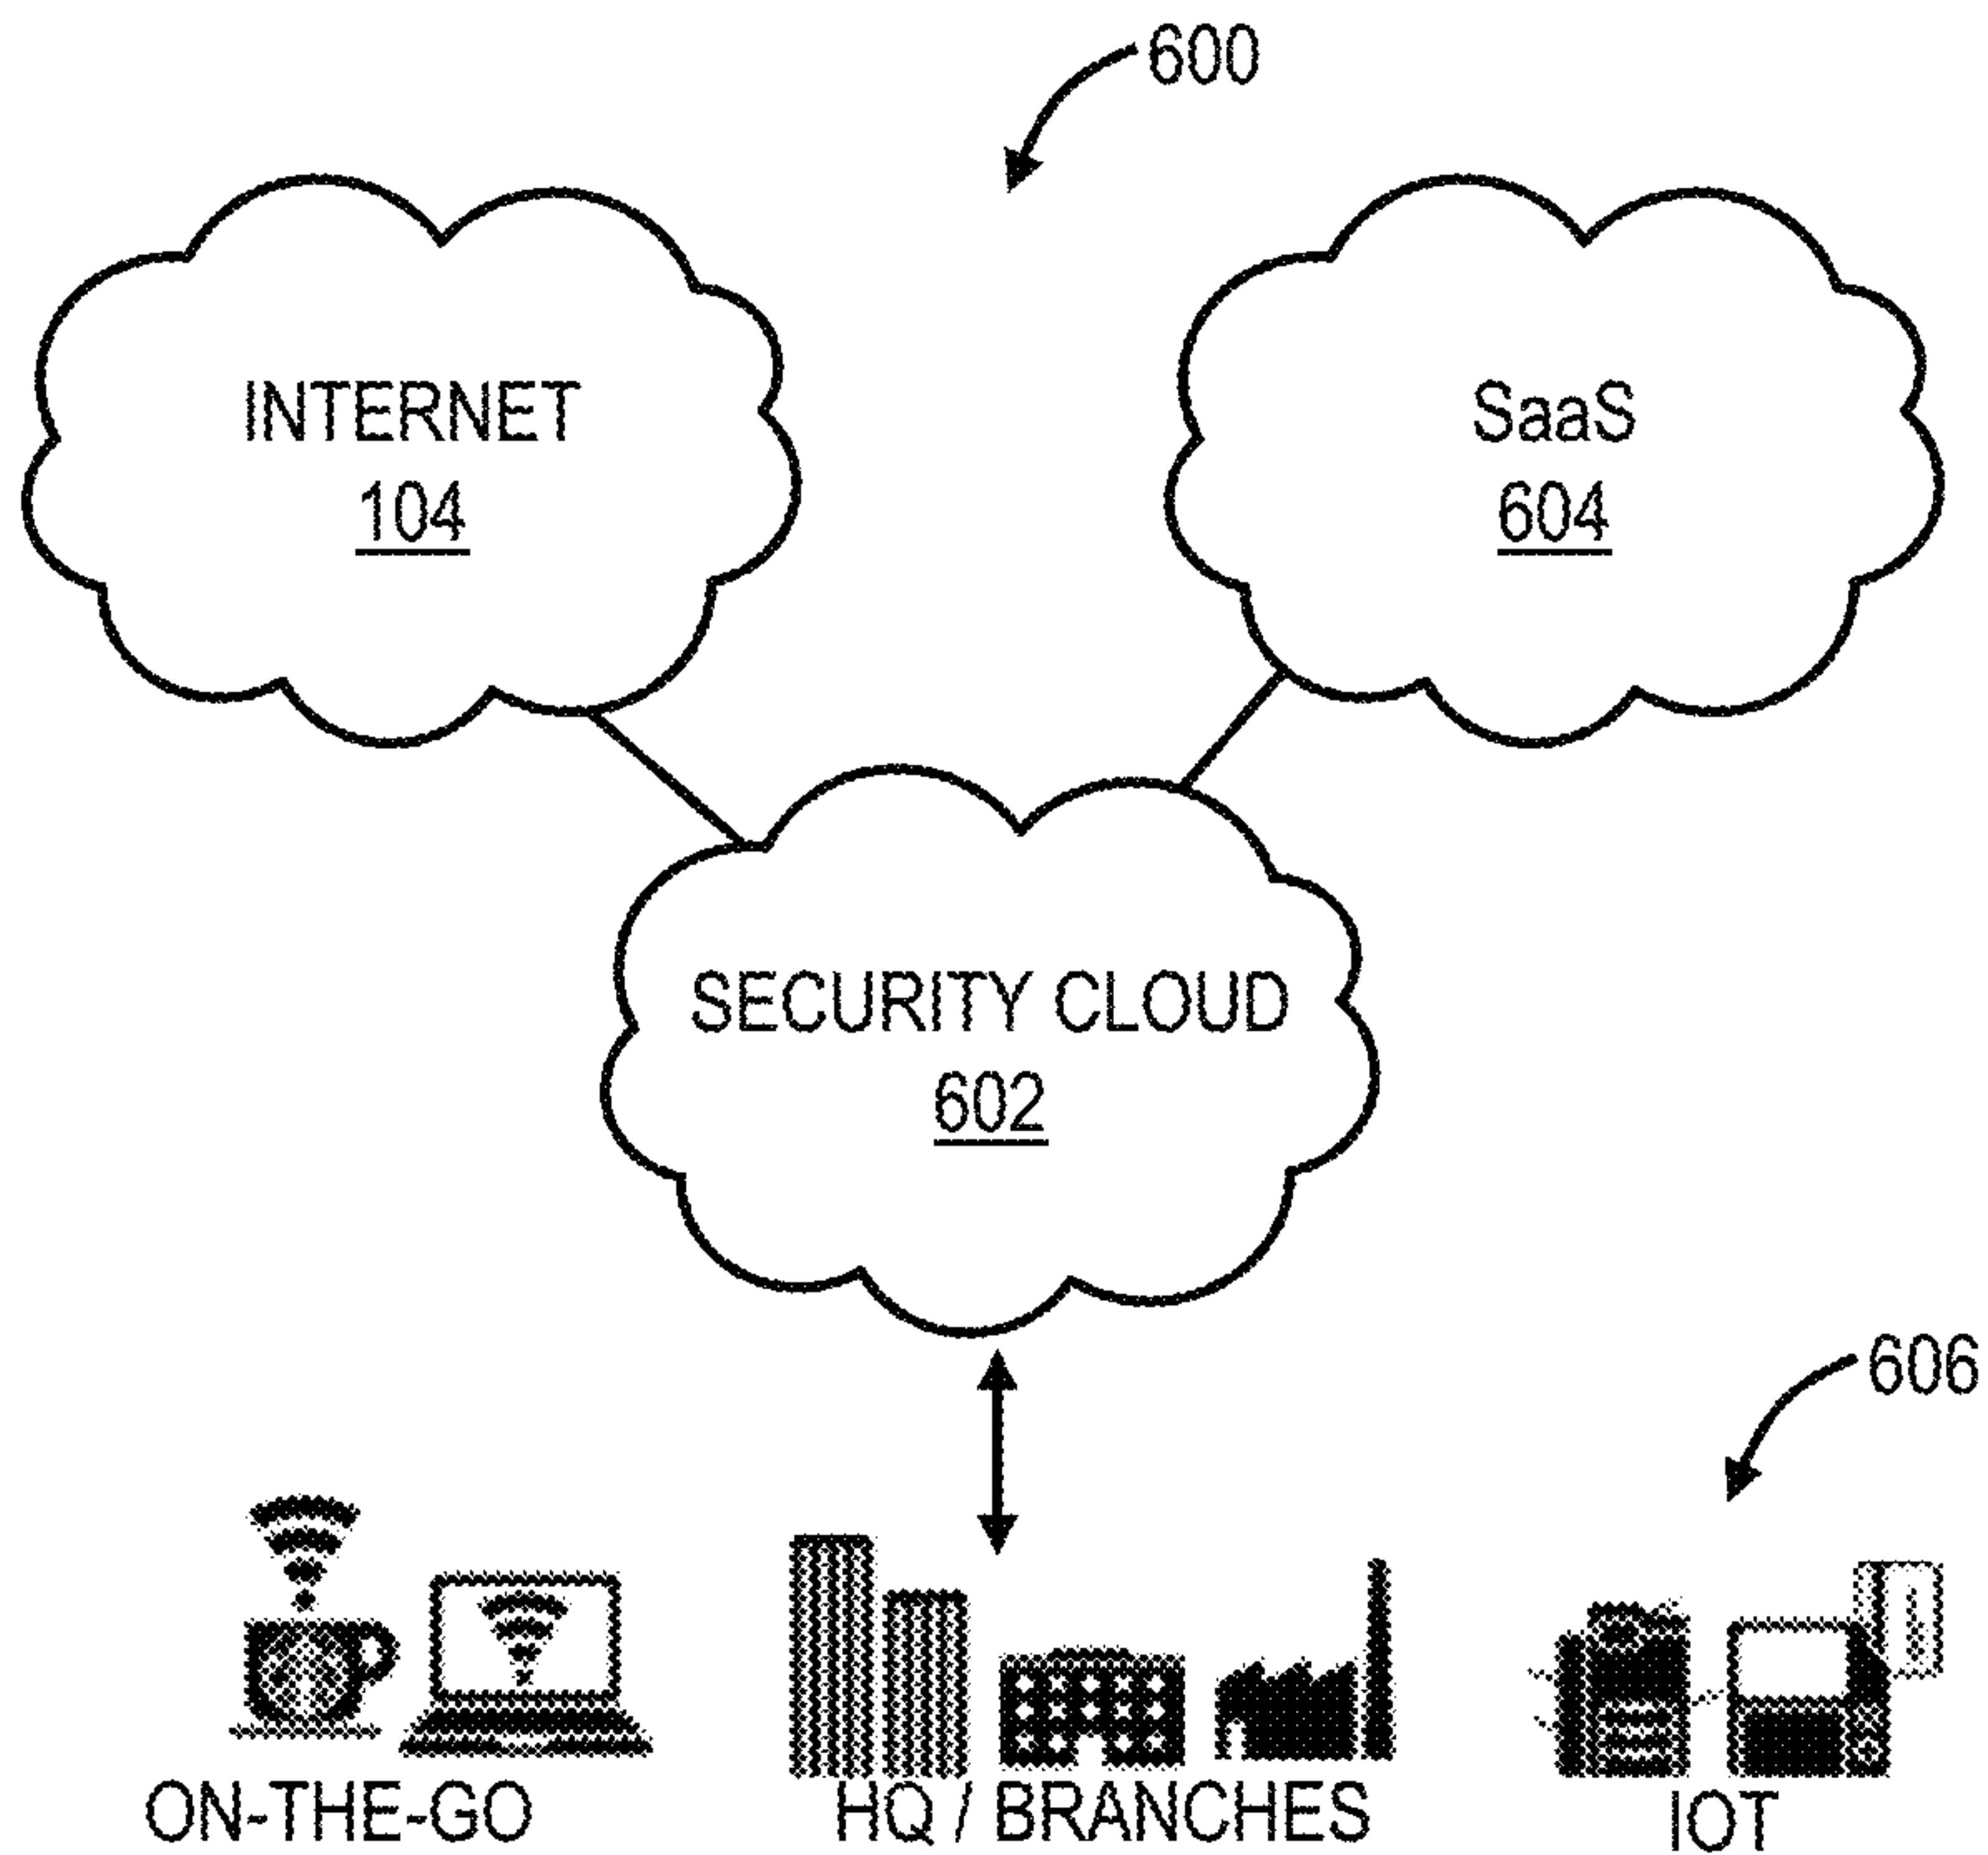 600
INTERNET
104
SaaS
604
SECURITY CLOUD
602
606
ON-THE-GO
HQ / BRANCHES
IOT